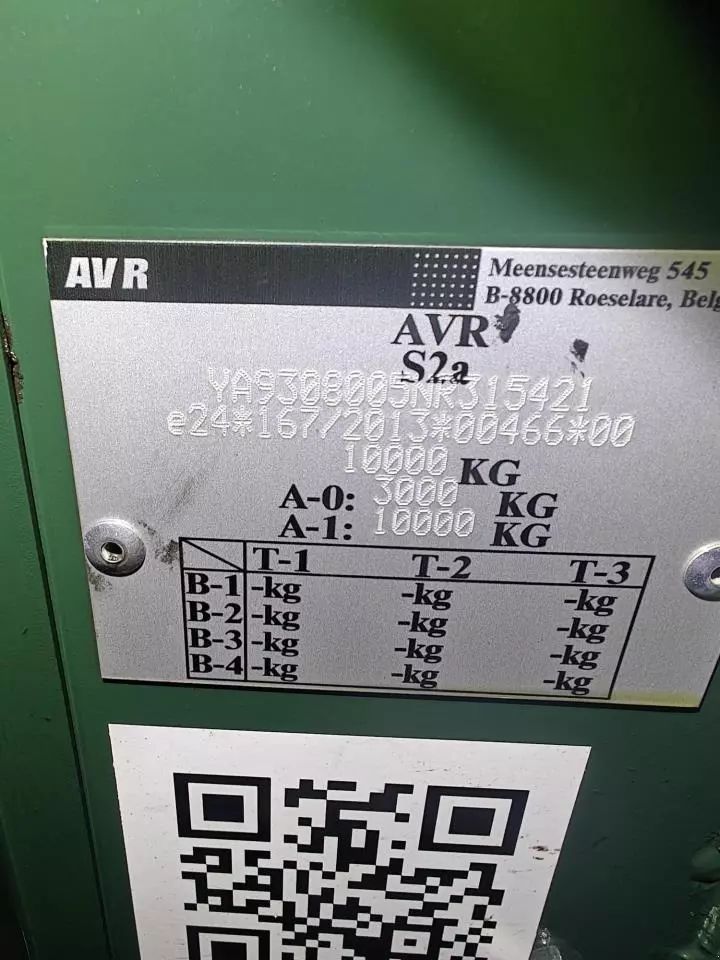 AVR
Meensesteenweg 545
B-8800 Roeselare, Belg
AVR
S2a
YA9308005NR315421
e24*167/2013*00466*00
10000 KG
A-0: 3000 KG
A-1: 10000 KG
T-1 T-2 T-3
B-1 -kg -kg -kg
B-2 -kg -kg -kg
B-3 -kg -kg -kg
B-4 -kg -kg -kg